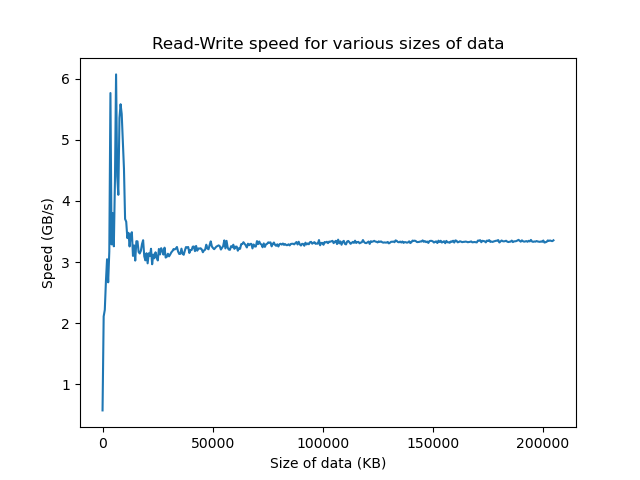 Read-Write speed for various sizes of data
6
5
4
3
2
1
Speed (GB/s)
0 50000 100000 150000 200000
Size of data (KB)